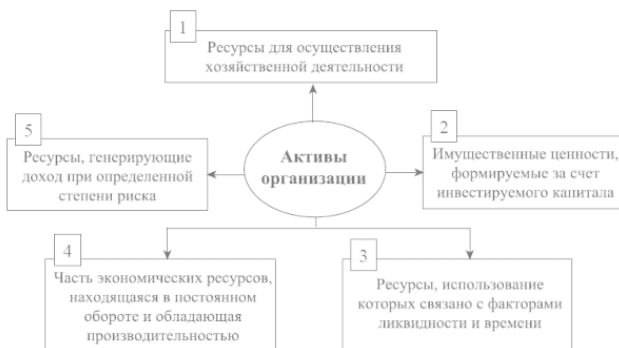 1
Ресурсы для осуществления
хозяйственной деятельности
5
Ресурсы, генерирующие
доход при определенной
степени риска
Активы
организации
2
Имущественные ценности,
формируемые за счет
инвестируемого капитала
4
Часть экономических ресурсов,
находящаяся в постоянном
обороте и обладающая
производительностью
3
Ресурсы, использование
которых связано с факторами
ликвидности и времени